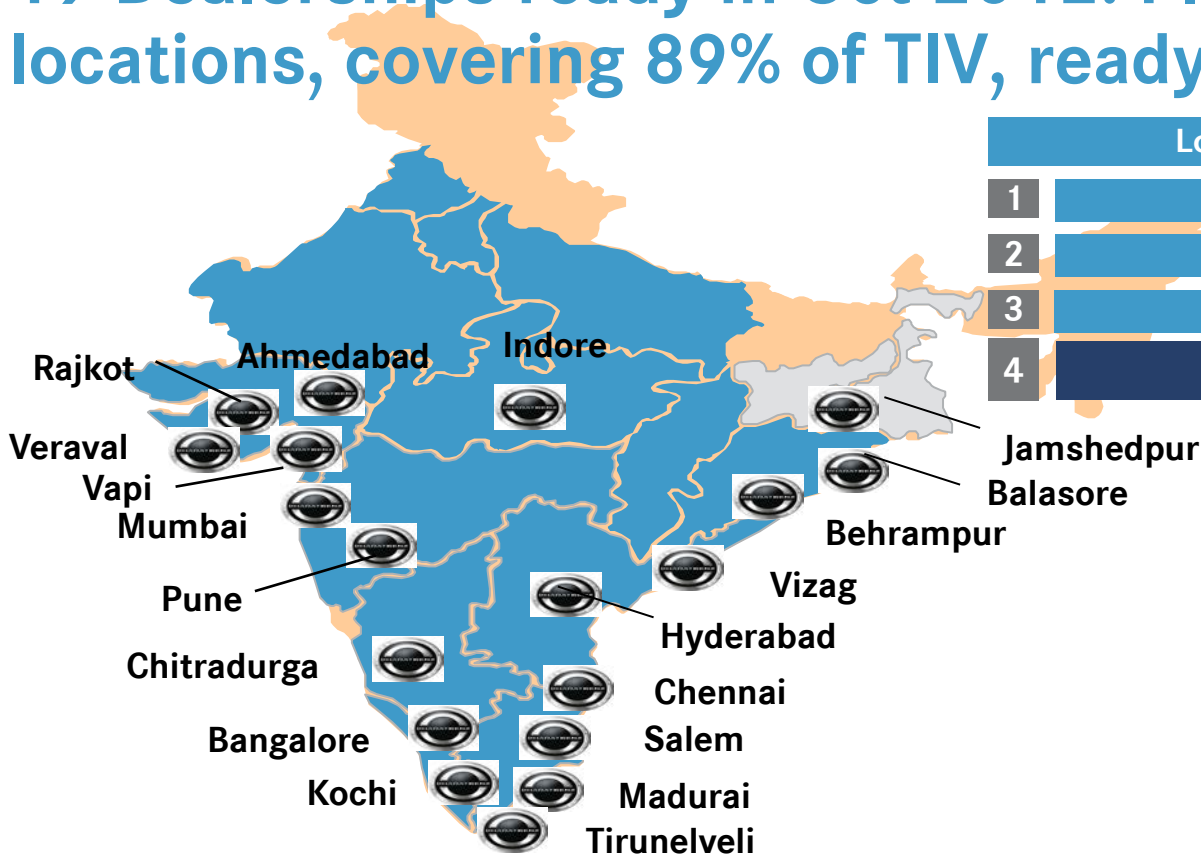 locations, covering 89% of TIV, ready
1
2
3
4
Rajkot
Ahmedabad
Indore
Veraval
Vapi
Mumbai
Jamshedpur
Balasore
Behrampur
Pune
Vizag
Hyderabad
Chitradurga
Chennai
Bangalore
Salem
Kochi
Madurai
Tirunelveli